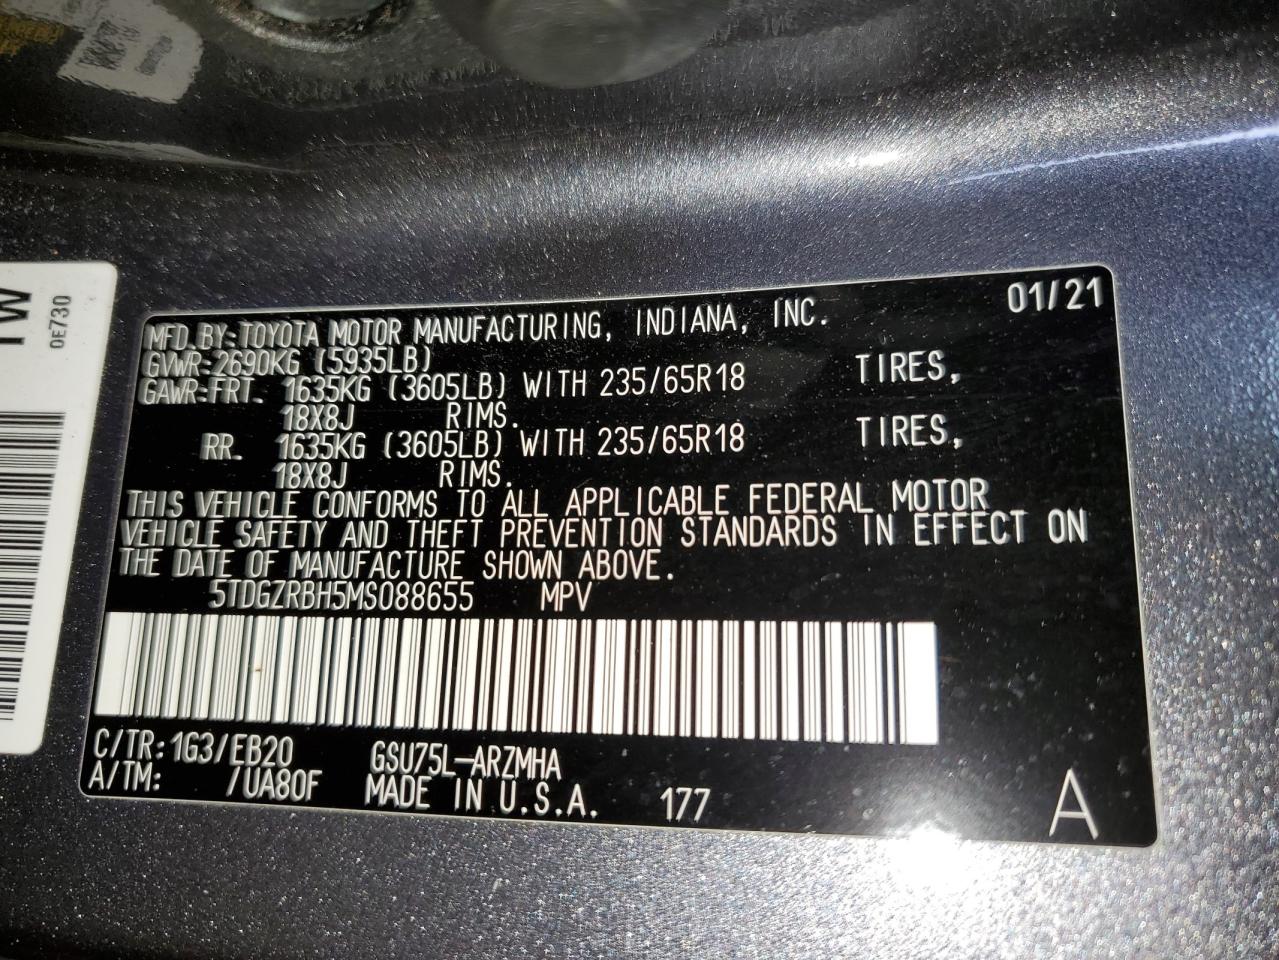 MFD.BY:TOYOTA MOTOR MANUFACTURING, INDIANA, INC. 01/21
GVWR:2690KG (5935LB)
GAWR:FRT. 1635KG (3605LB) WITH 235/65R18 TIRES,
18X8J RIMS.
RR. 1635KG (3605LB) WITH 235/65R18 TIRES,
18X8J RIMS.
THIS VEHICLE CONFORMS TO ALL APPLICABLE FEDERAL MOTOR
VEHICLE SAFETY AND THEFT PREVENTION STANDARDS IN EFFECT ON
THE DATE OF MANUFACTURE SHOWN ABOVE.
5TDGZRBH5MS088655 MPV
C/TR:1G3/EB20 GSU75L-ARZMHA
A/TM: /UA80F MADE IN U.S.A. 177 A
0E730